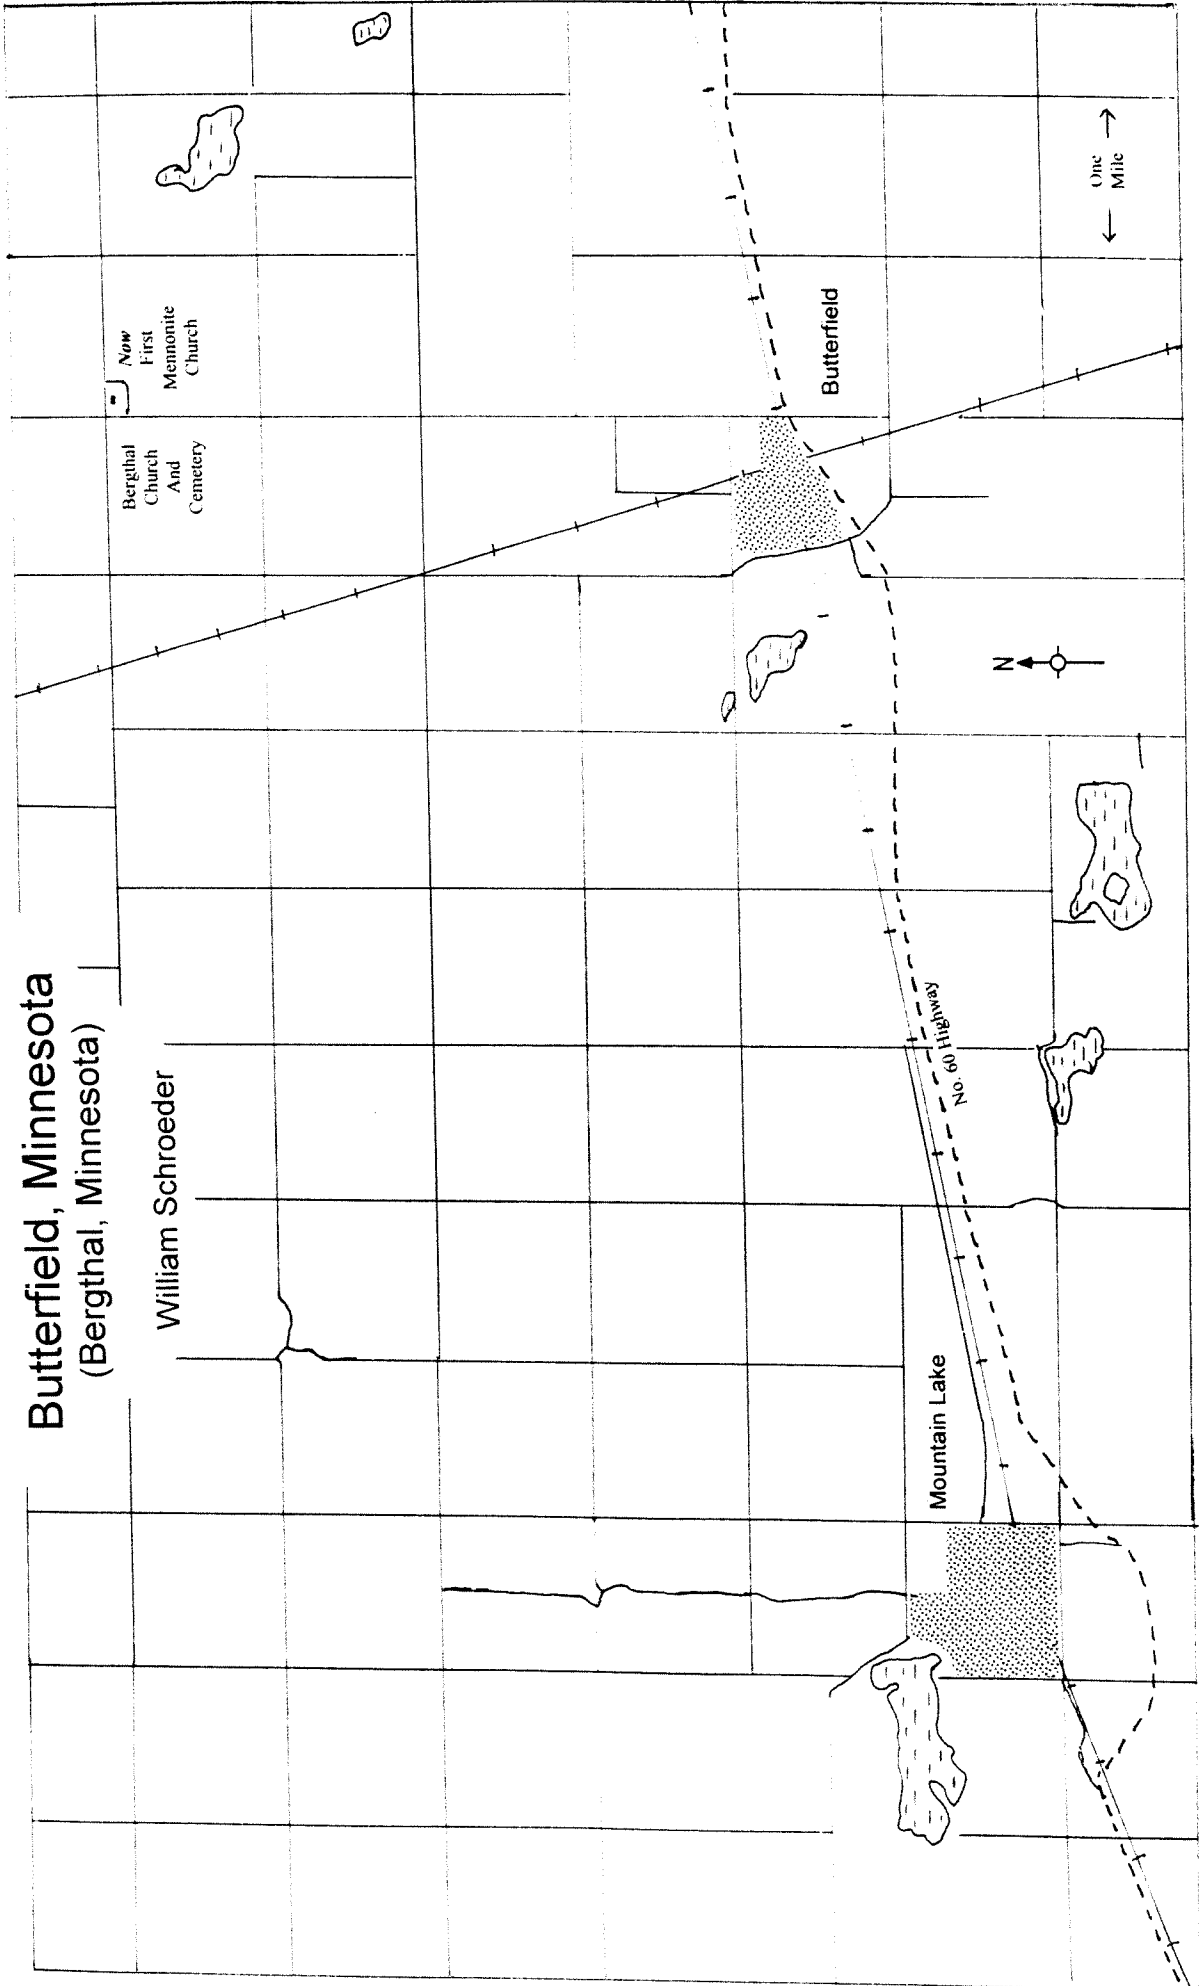 Butterfield, Minnesota
(Bergthal, Minnesota)
William Schroeder
Bergthal
Church
And
Cemetery
Now
First
Mennonite
Church
Mountain Lake
No. 60 Highway
Butterfield
N
One
Mile